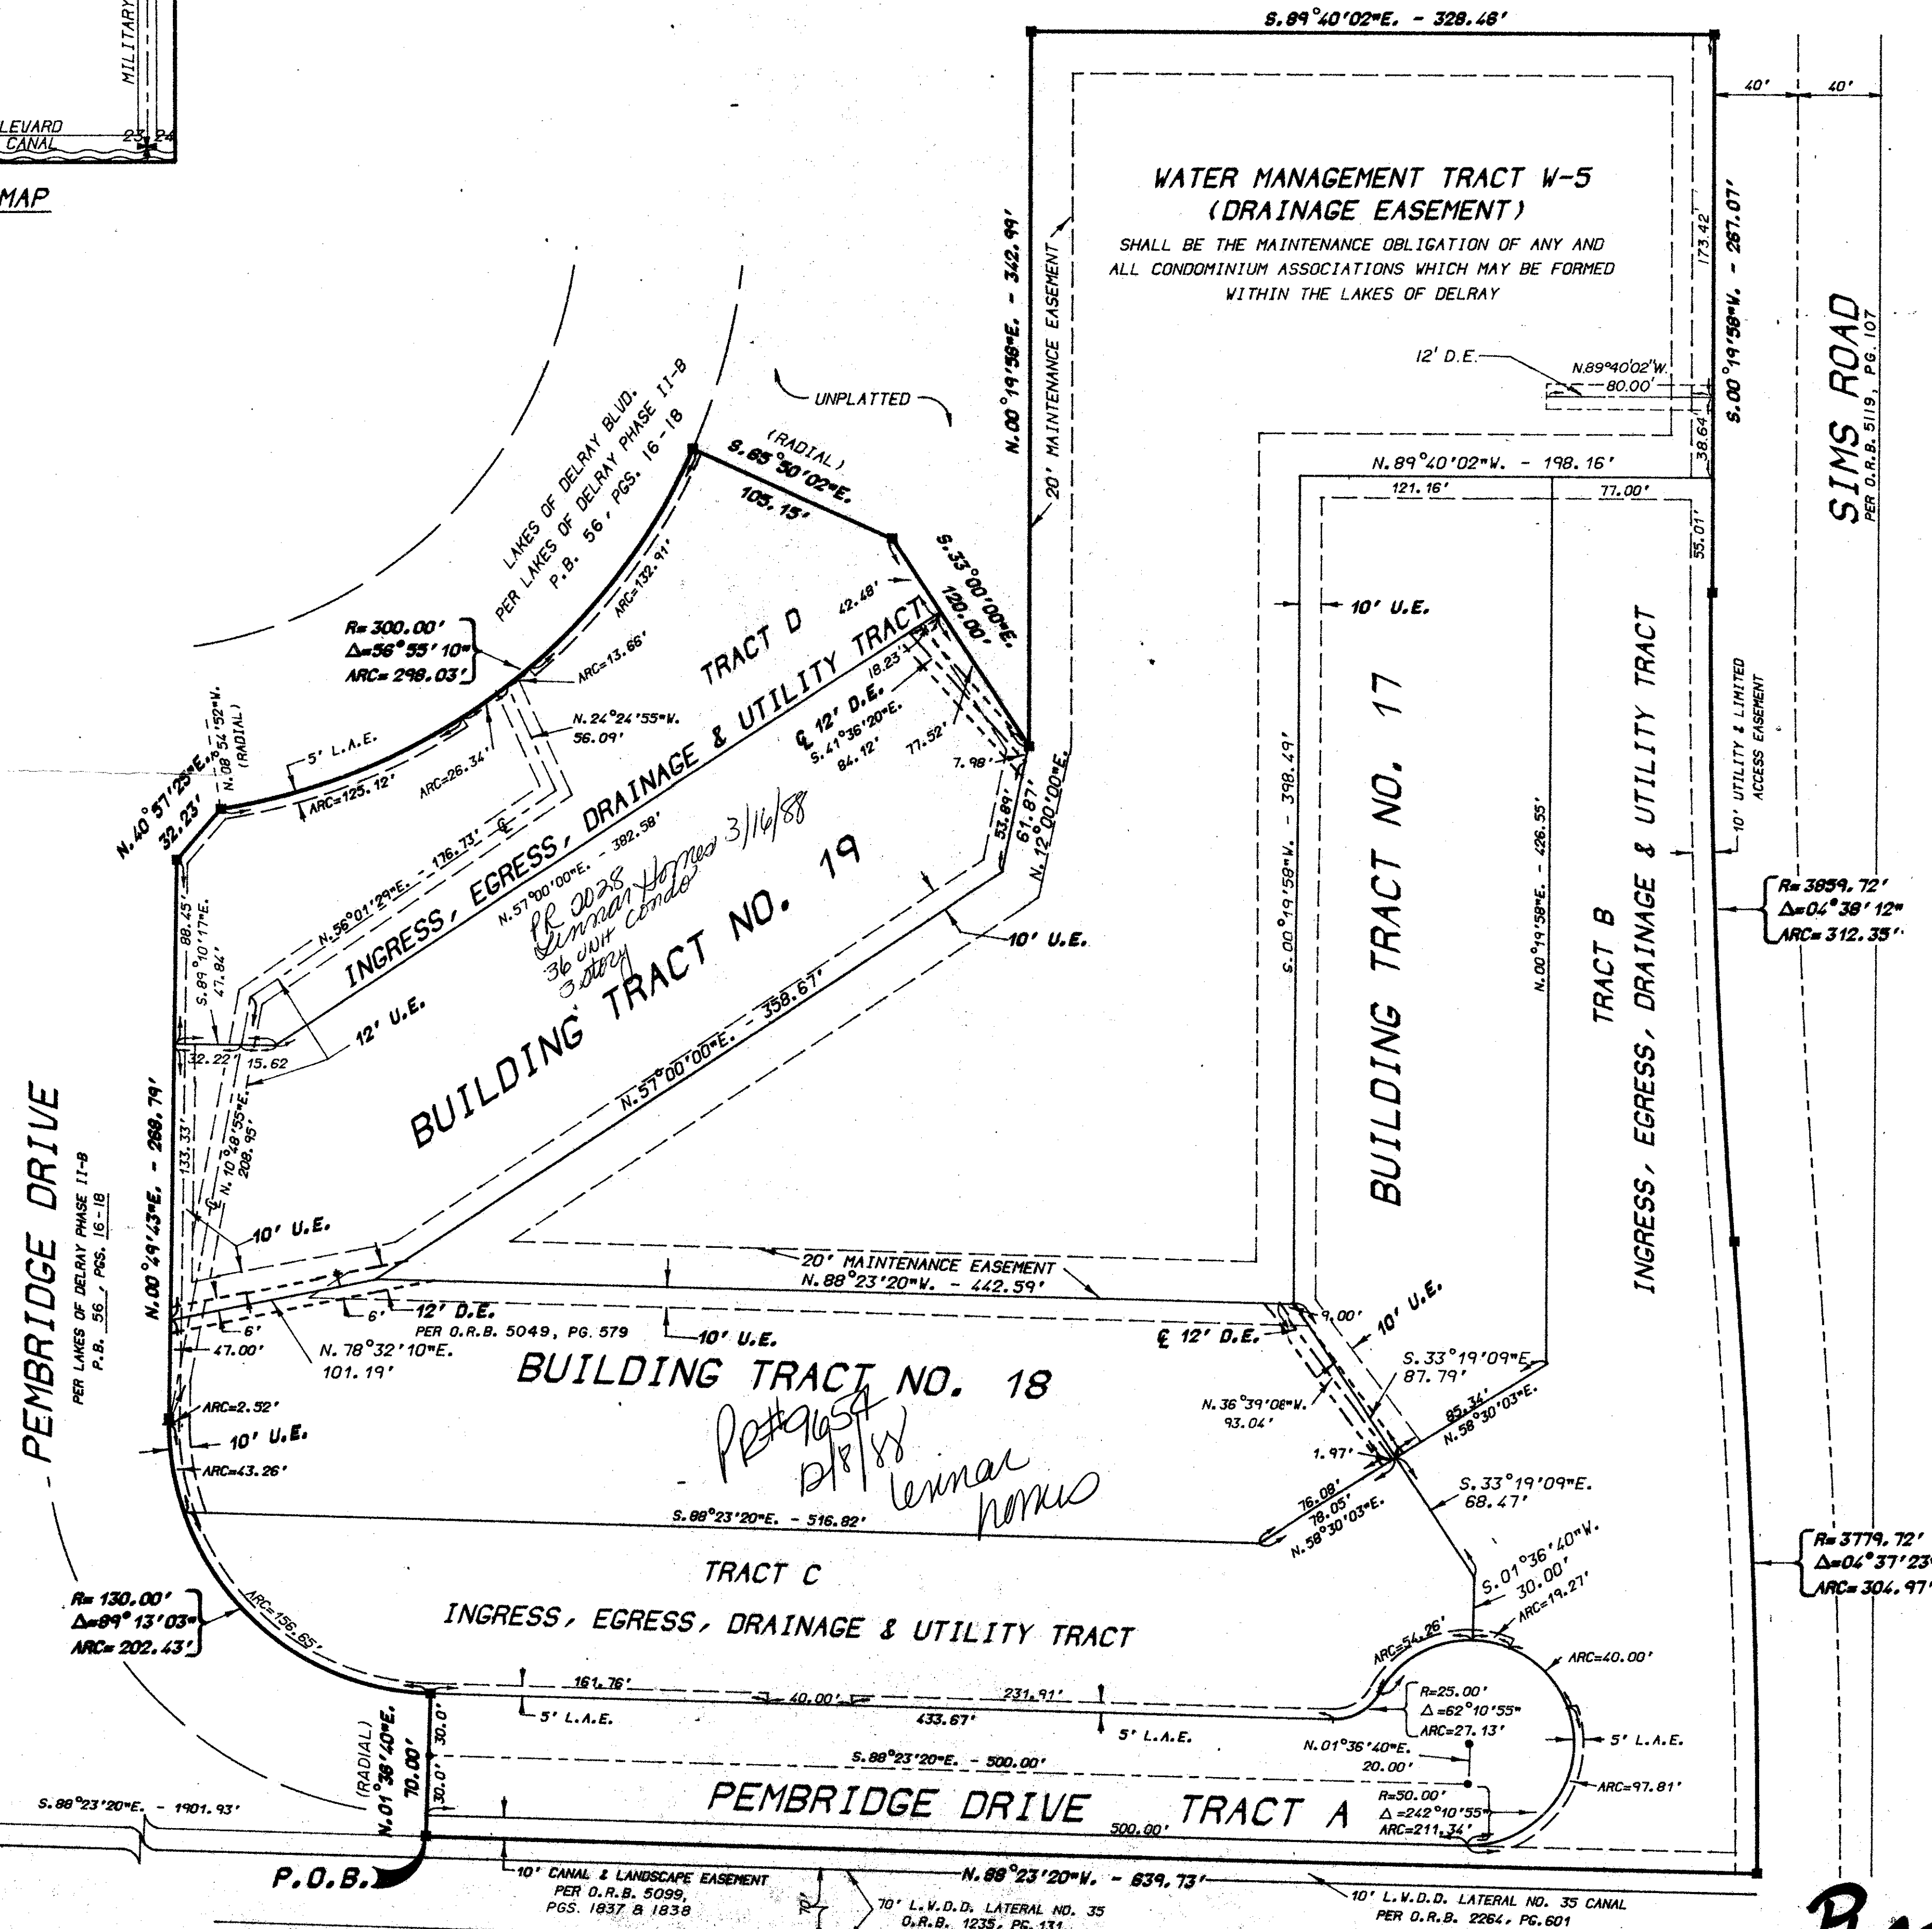 MILITARY
LEVARD
CANAL
23 24
MAP
S.89°40'02"E. - 328.46'
40'
40'
WATER MANAGEMENT TRACT W-5
(DRAINAGE EASEMENT)
SHALL BE THE MAINTENANCE OBLIGATION OF ANY AND
ALL CONDOMINIUM ASSOCIATIONS WHICH MAY BE FORMED
WITHIN THE LAKES OF DELRAY
N.00°19'58"E. - 342.99'
20' MAINTENANCE EASEMENT
173.42'
S.00°19'58"W. - 267.07'
SIMS ROAD
PER O.R.B. 5119, PG. 107
12' D.E.
N.89°40'02"W.
80.00'
38.64'
N.89°40'02"W. - 198.16'
121.16'
77.00'
55.01'
UNPLATTED
LAKES OF DELRAY BLVD.
PER LAKES OF DELRAY PHASE II-B
P.B. 56, PGS. 16-18
(RADIAL)
S.65°50'02"E.
105.15'
S.33°00'00"E.
120.00'
ARC=132.91'
42.48'
R=300.00'
Δ=56°55'10"
ARC=298.03'
ARC=13.66'
TRACT D
INGRESS, EGRESS, DRAINAGE & UTILITY TRACT
18.23'
℄ 12' D.E.
S.41°36'20"E.
84.12'
77.52'
7.98'
N.24°24'55"W.
56.09'
N.08°54'52"W.
(RADIAL)
5' L.A.E.
ARC=125.12'
ARC=26.34'
N.40°57'25"E.
32.23'
53.89'
61.87'
N.12°00'00"E.
N.56°01'29"E. - 176.73'
℄
N.57°00'00"E. - 382.58'
PR 2028
Lennar Homes 3/16/88
36 unit condo
3 story
BUILDING TRACT NO. 19
10' U.E.
88.45'
S.89°10'17"E.
47.84'
12' U.E.
32.22'
15.62
N.57°00'00"E. - 358.67'
N.00°49'43"E. - 268.79'
133.33'
N.10°48'55"E.
208.95'
℄
10' U.E.
PEMBRIDGE DRIVE
PER LAKES OF DELRAY PHASE II-B
P.B. 56, PGS. 16-18
10' U.E.
S.00°19'58"W. - 398.49'
BUILDING TRACT NO. 17
N.00°19'58"E. - 426.55'
TRACT B
INGRESS, EGRESS, DRAINAGE & UTILITY TRACT
10' UTILITY & LIMITED
ACCESS EASEMENT
R=3859.72'
Δ=04°38'12"
ARC=312.35'
20' MAINTENANCE EASEMENT
N.88°23'20"W. - 442.59'
6'
6'
12' D.E.
PER O.R.B. 5049, PG. 579
10' U.E.
47.00'
N.78°32'10"E.
101.19'
℄ 12' D.E.
9.00'
10' U.E.
S.33°19'09"E.
87.79'
BUILDING TRACT NO. 18
PR#9654
12/8/88
Lennar
homes
N.36°39'08"W.
93.04'
85.34'
N.58°30'03"E.
1.97'
ARC=2.52'
10' U.E.
ARC=43.26'
S.88°23'20"E. - 516.82'
76.08'
78.05'
N.58°30'03"E.
S.33°19'09"E.
68.47'
S.01°36'40"W.
30.00'
ARC=19.27'
R=3779.72'
Δ=04°37'23
ARC=304.97'
TRACT C
INGRESS, EGRESS, DRAINAGE & UTILITY TRACT
R=130.00'
Δ=89°13'03"
ARC=202.43'
ARC=156.65'
ARC=54.26'
ARC=40.00'
161.76'
40.00'
231.91'
5' L.A.E.
433.67'
5' L.A.E.
R=25.00'
Δ=62°10'55"
ARC=27.13'
5' L.A.E.
(RADIAL)
N.01°36'40"E.
70.00'
30.0'
30.0'
S.88°23'20"E. - 500.00'
N.01°36'40"E.
20.00'
ARC=97.81'
R=50.00'
Δ=242°10'55"
ARC=211.34'
PEMBRIDGE DRIVE TRACT A
500.00'
S.88°23'20"E. - 1901.93'
P.O.B.
10' CANAL & LANDSCAPE EASEMENT
PER O.R.B. 5099,
PGS. 1837 & 1838
70'
N.88°23'20"W. - 639.73'
70' L.W.D.D. LATERAL NO. 35
O.R.B. 1235, PG. 131
10' L.W.D.D. LATERAL NO. 35 CANAL
PER O.R.B. 2264, PG. 601